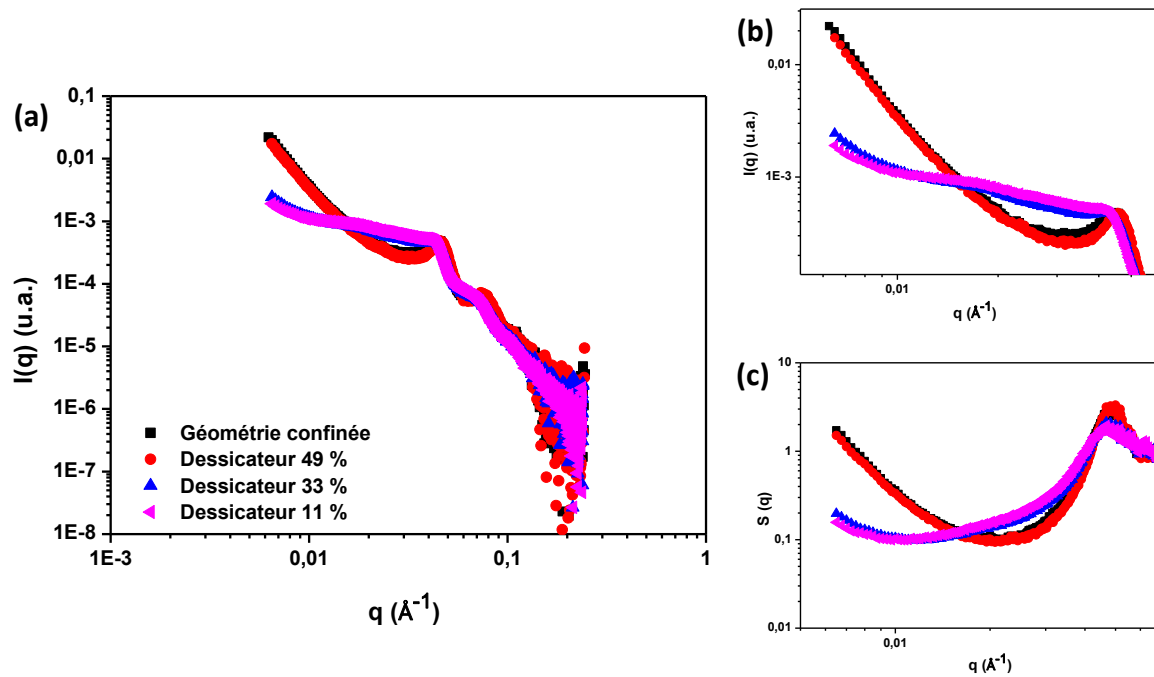 (a)
I(q) (u.a.)
0,1
0,01
1E-3
1E-4
1E-5
1E-6
1E-7
1E-8
Géométrie confinée
Dessicateur 49 %
Dessicateur 33 %
Dessicateur 11 %
1E-3
0,01
0,1
1
q (Å⁻¹)
(b)
I(q) (u.a.)
0,01
1E-3
0,01
q (Å⁻¹)
(c)
S (q)
10
1
0,1
0,01
0,01
q (Å⁻¹)